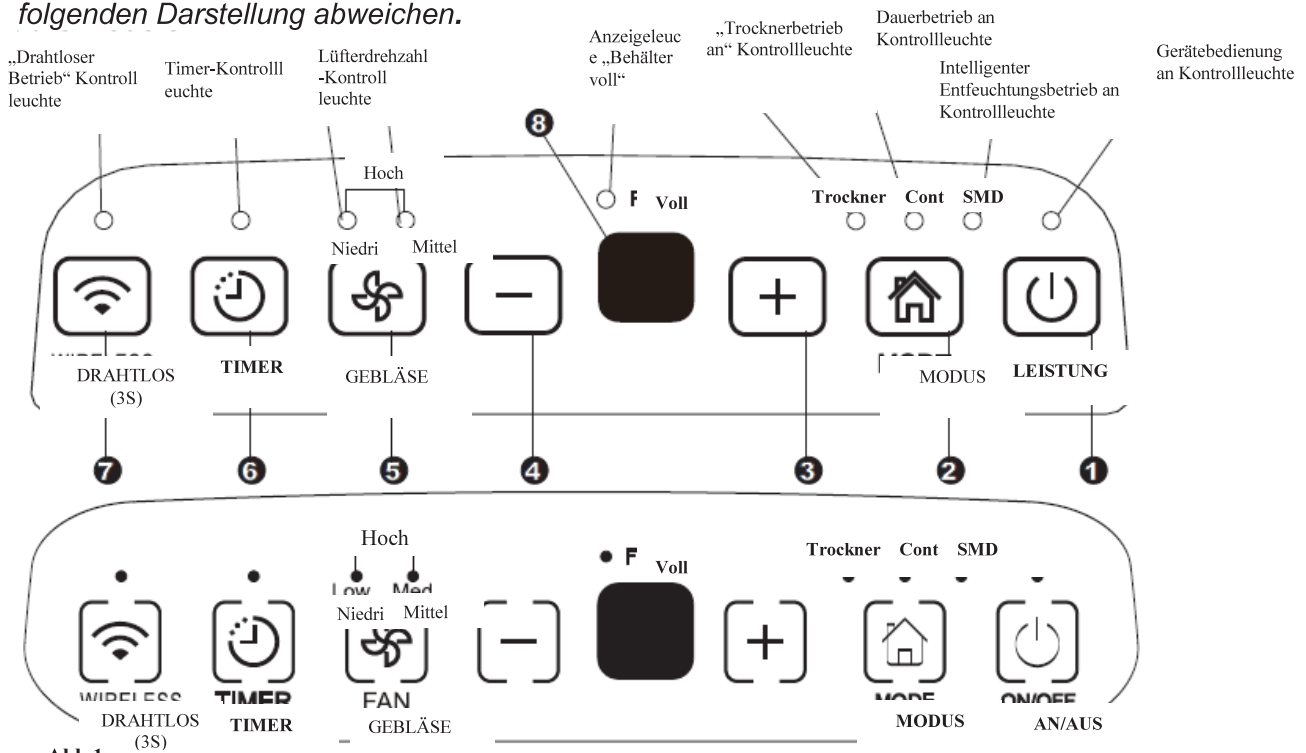 folgenden Darstellung abweichen.
„Drahtloser
Betrieb“ Kontroll
leuchte
Timer-Kontrolll
euchte
Lüfterdrehzahl
-Kontroll
leuchte
Anzeigeleuc
e „Behälter
voll“
„Trocknerbetrieb
an“ Kontrollleuchte
Dauerbetrieb an
Kontrollleuchte
Intelligenter
Entfeuchtungsbetrieb an
Kontrollleuchte
Gerätebedienung
an Kontrollleuchte
8
Hoch
F Voll
Trockner Cont SMD
Niedri Mittel
DRAHTLOS
(3S)
TIMER
GEBLÄSE
MODUS
LEISTUNG
7 6 5 4 3 2 1
Hoch
F Voll
Trockner Cont SMD
Low Med
Niedri Mittel
WIRELESS TIMER FAN MODE ON/OFF
DRAHTLOS
(3S)
TIMER
GEBLÄSE
MODUS
AN/AUS